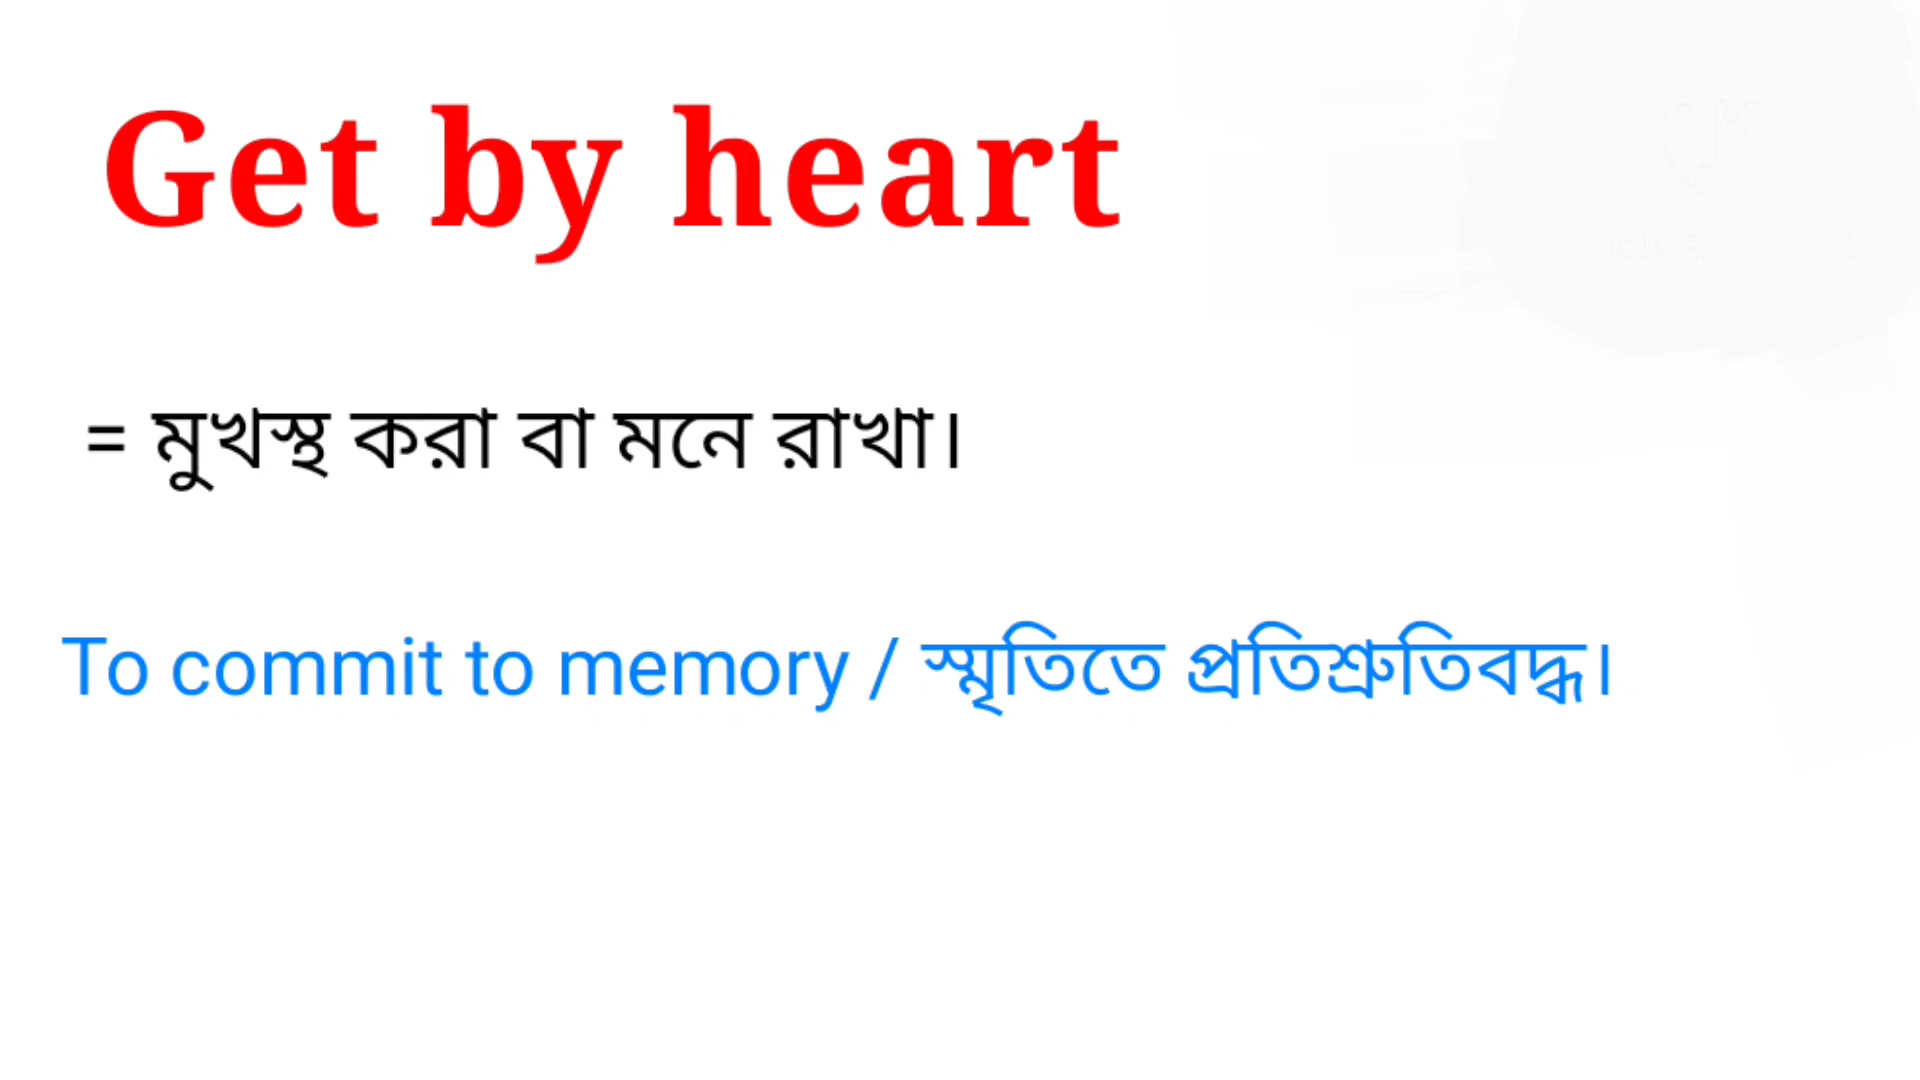 Get by heart
= মুখস্থ করা বা মনে রাখা।
To commit to memory / স্মৃতিতে প্রতিশ্রুতিবদ্ধ।